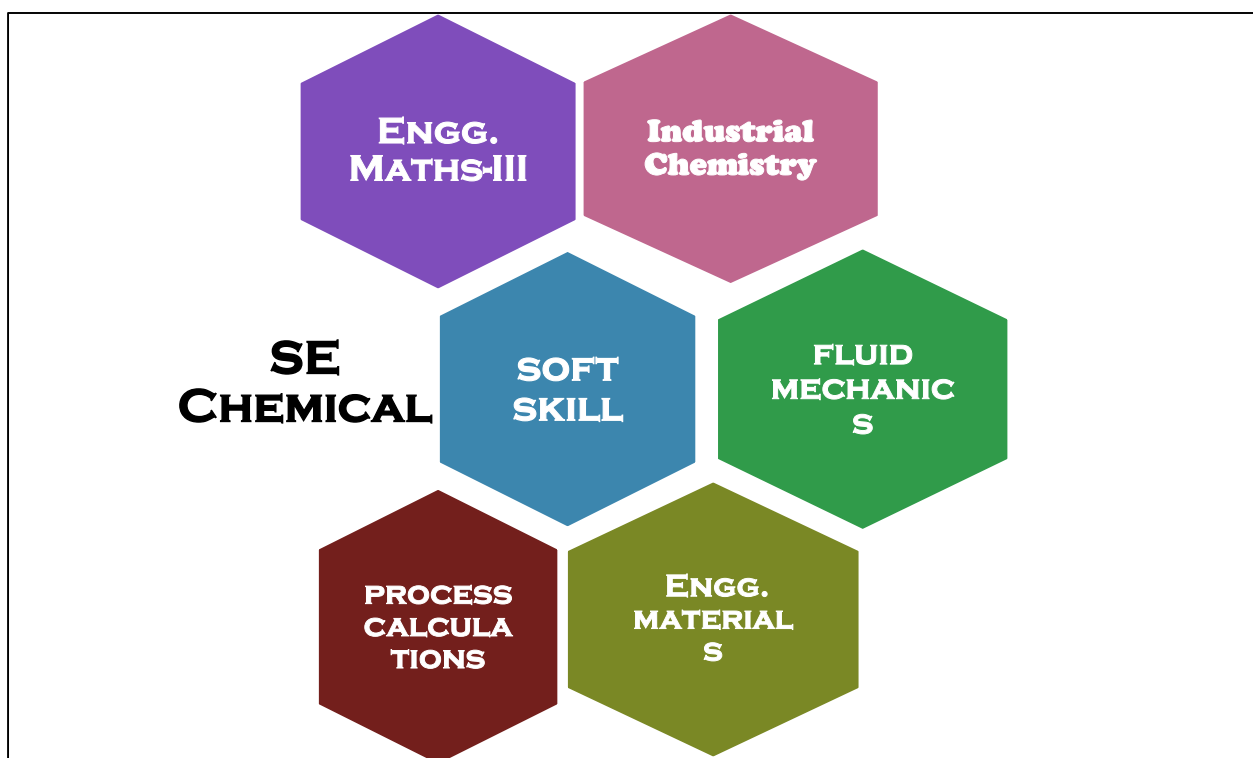 Engg.
Maths-III
Industrial
Chemistry
SE
Chemical
SOFT
SKILL
FLUID
MECHANIC
S
PROCESS
CALCULA
TIONS
Engg.
MATERIAL
S